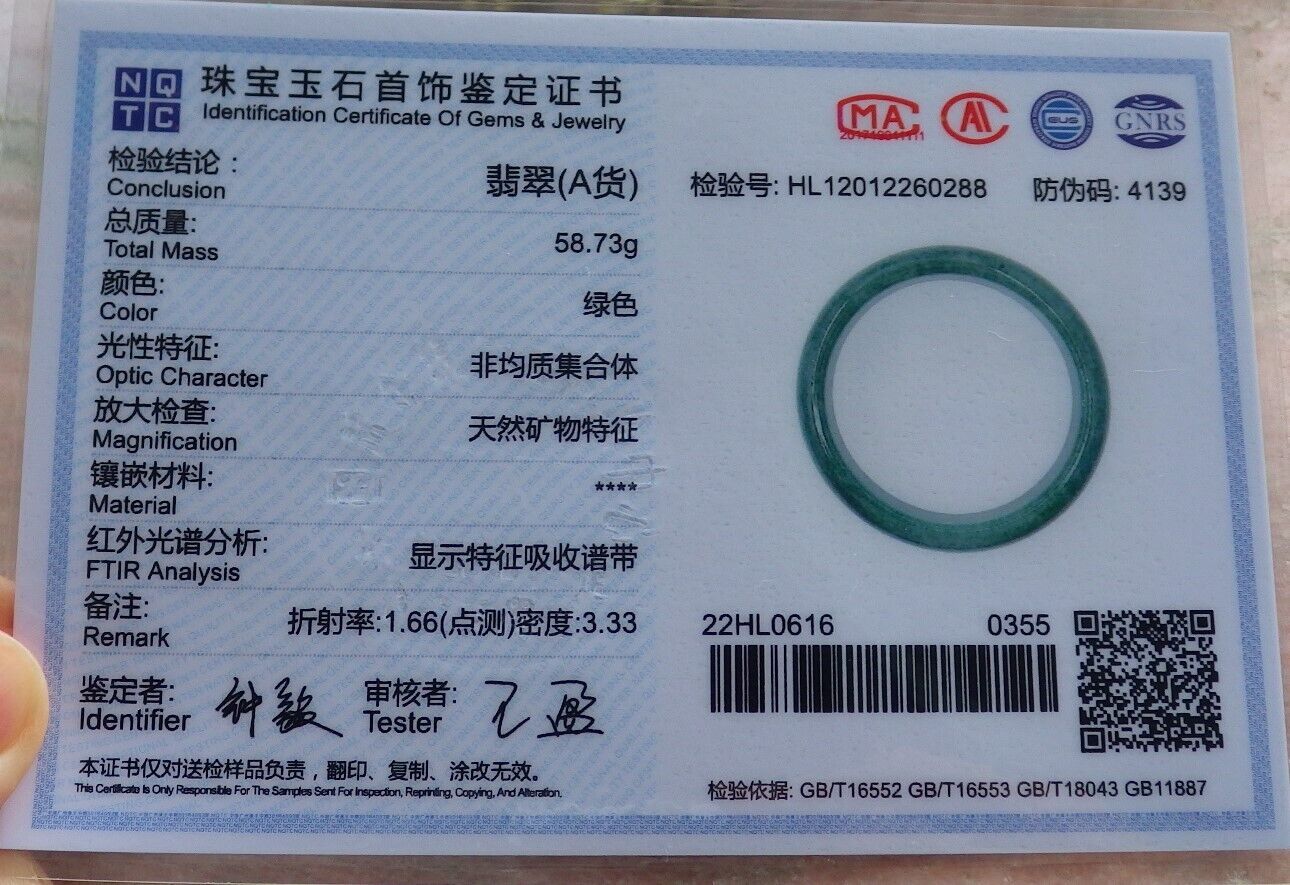 NQ
TC
珠宝玉石首饰鉴定证书
Identification Certificate Of Gems & Jewelry
检验结论：
Conclusion
翡翠(A货)
总质量:
Total Mass
58.73g
颜色:
Color
绿色
光性特征:
Optic Character
非均质集合体
放大检查:
Magnification
天然矿物特征
镶嵌材料:
Material
****
红外光谱分析:
FTIR Analysis
显示特征吸收谱带
备注:
Remark
折射率:1.66(点测)密度:3.33
鉴定者:
Identifier
审核者:
Tester
本证书仅对送检样品负责，翻印、复制、涂改无效。
This Certificate Is Only Responsible For The Samples Sent For Inspection, Reprinting, Copying, And Alteration.
MA
GNRS
检验号: HL12012260288 防伪码: 4139
22HL0616 0355
检验依据: GB/T16552 GB/T16553 GB/T18043 GB11887